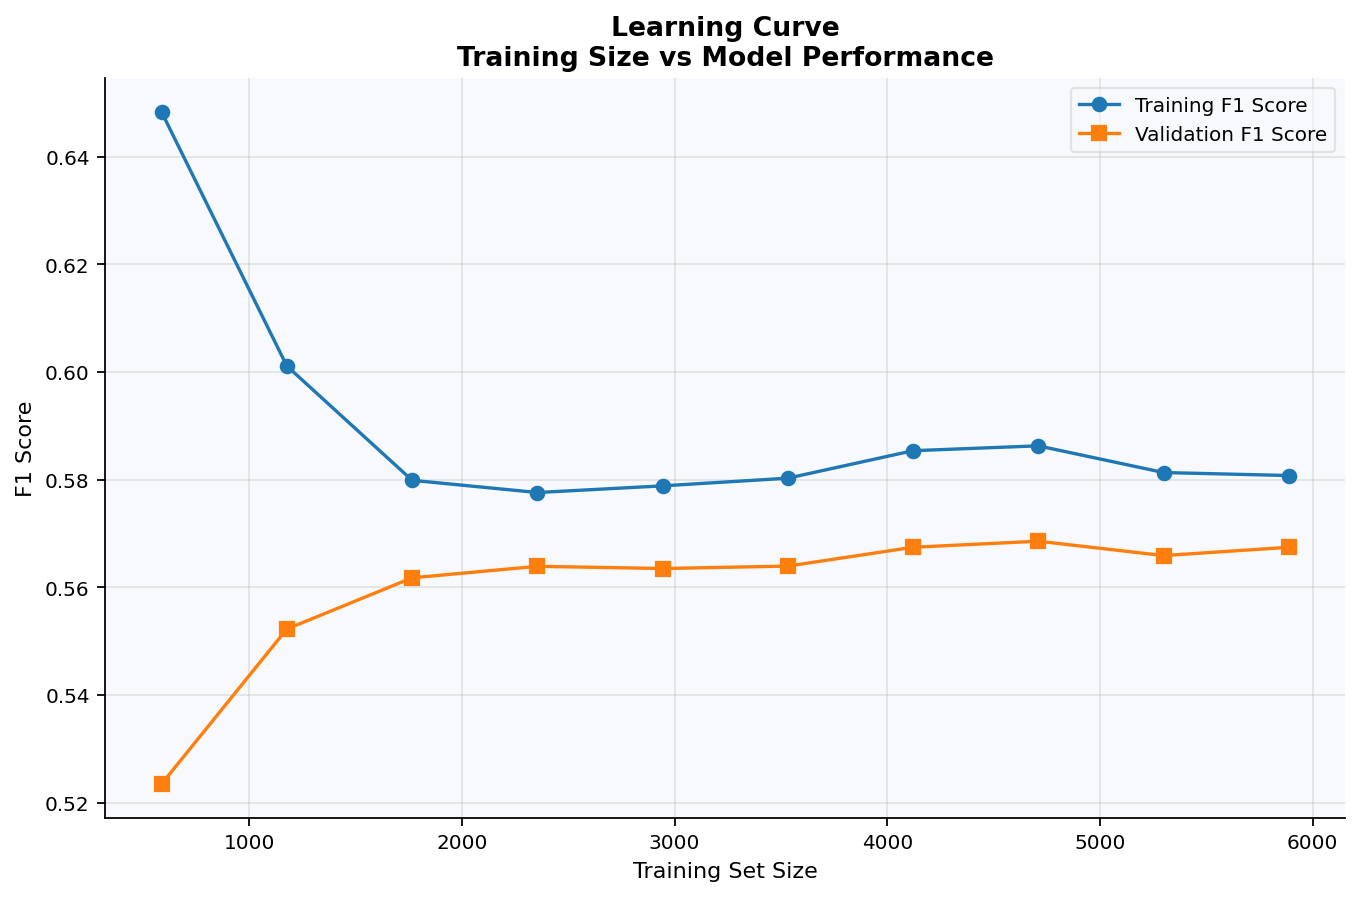 Learning Curve
Training Size vs Model Performance
Training F1 Score
Validation F1 Score
F1 Score
0.64
0.62
0.60
0.58
0.56
0.54
0.52
1000 2000 3000 4000 5000 6000
Training Set Size